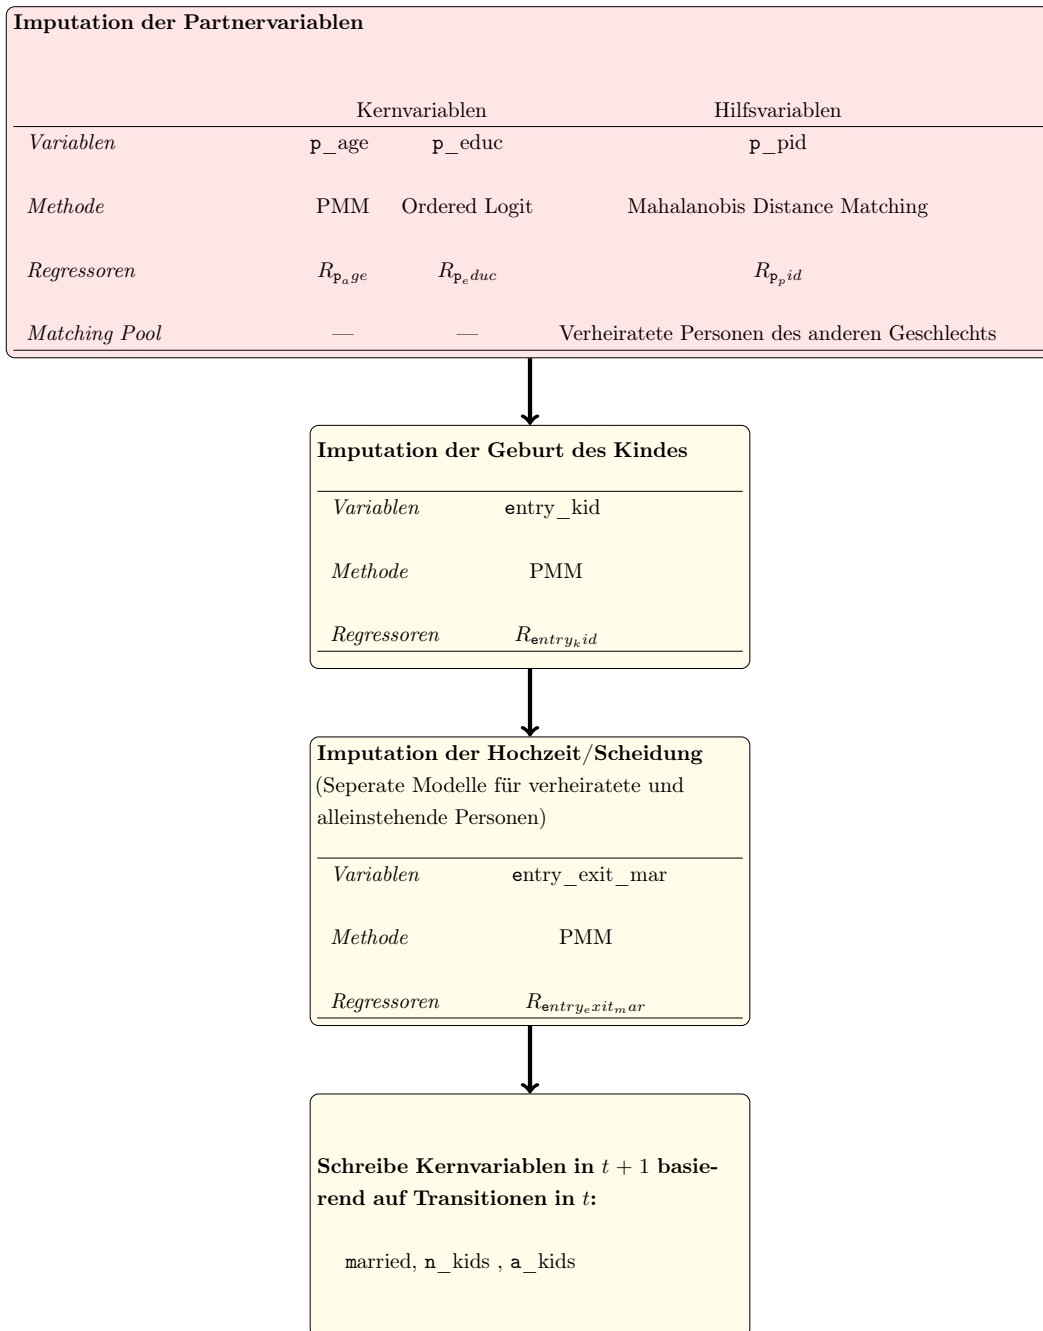 Imputation der Partnervariablen
Kernvariablen Hilfsvariablen
Variablen p_age p_educ p_pid
Methode PMM Ordered Logit Mahalanobis Distance Matching
Regressoren R_{p_age} R_{p_educ} R_{p_pid}
Matching Pool — — Verheiratete Personen des anderen Geschlechts
Imputation der Geburt des Kindes
Variablen entry_kid
Methode PMM
Regressoren R_{entry_kid}
Imputation der Hochzeit/Scheidung
(Seperate Modelle für verheiratete und
alleinstehende Personen)
Variablen entry_exit_mar
Methode PMM
Regressoren R_{entry_exit_mar}
Schreibe Kernvariablen in t + 1 basie-
rend auf Transitionen in t:
married, n_kids , a_kids